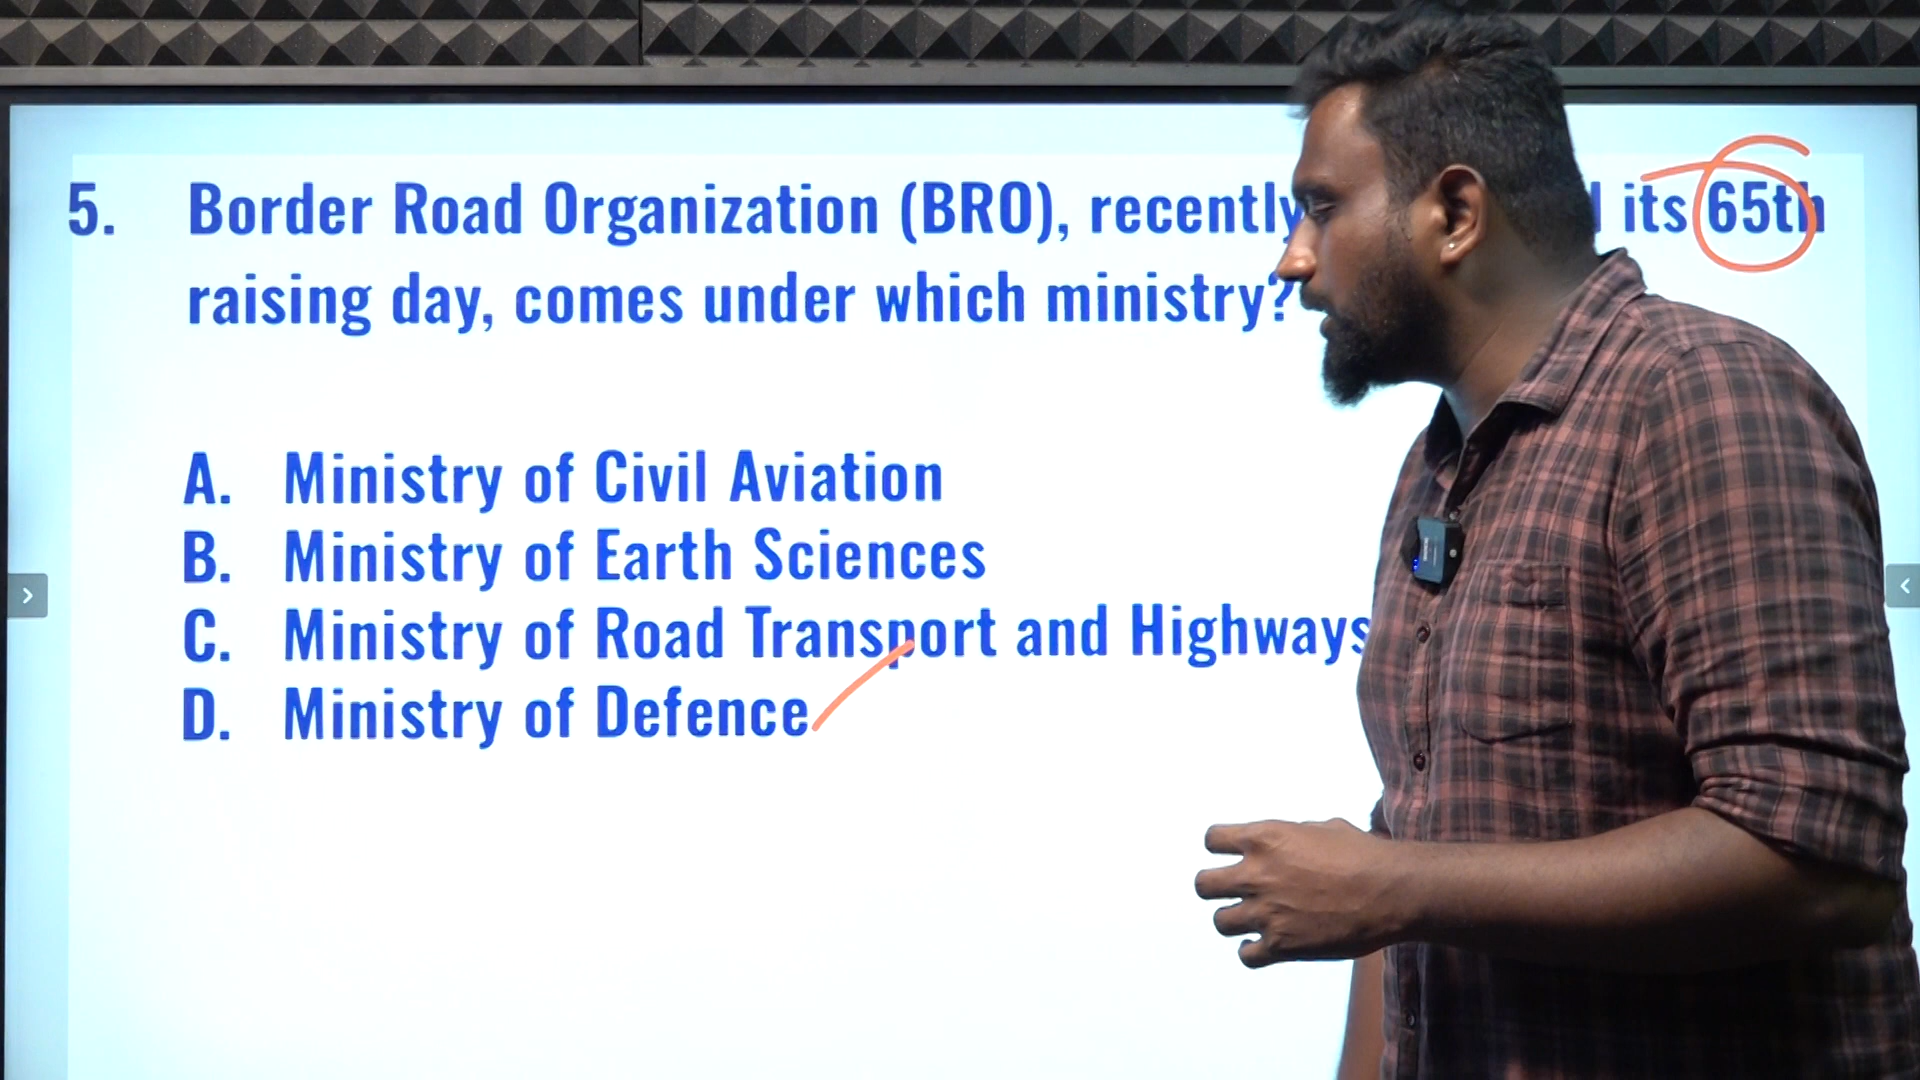 5. Border Road Organization (BRO), recently its 65th
raising day, comes under which ministry?
A. Ministry of Civil Aviation
B. Ministry of Earth Sciences
C. Ministry of Road Transport and Highways
D. Ministry of Defence